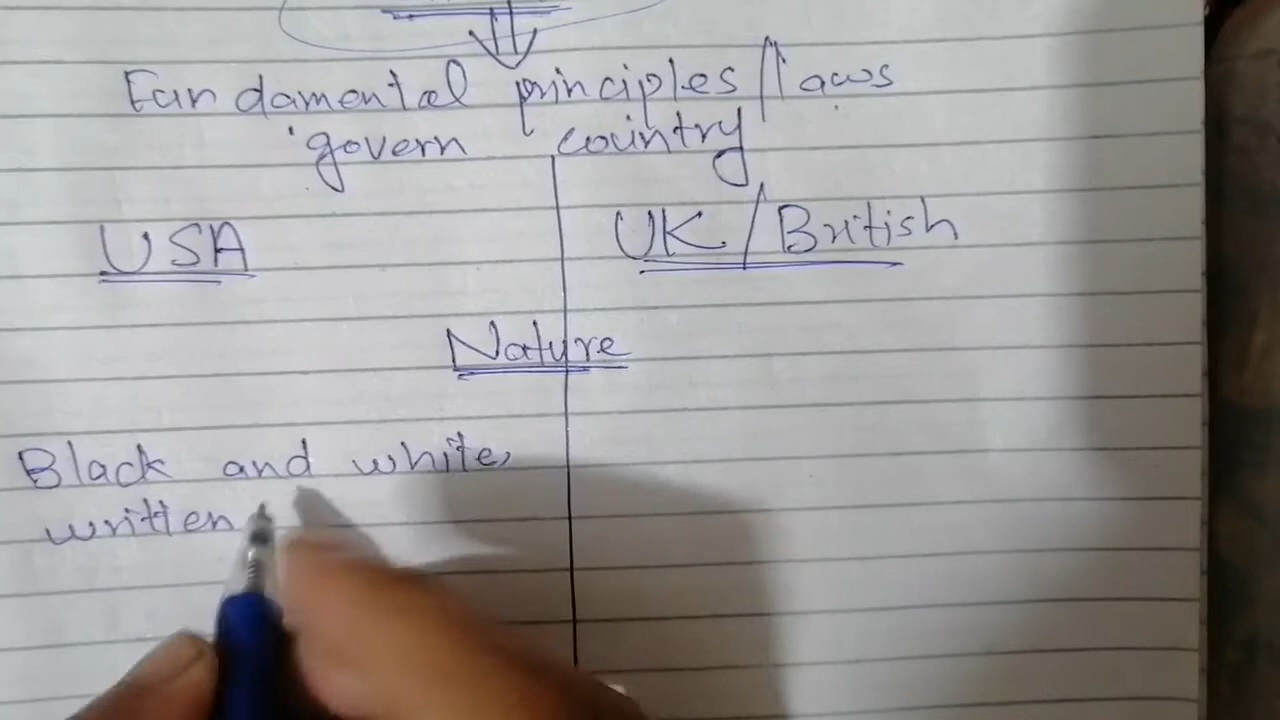 Fundamental principles/laws
govern country
USA
UK/British
Nature
Black and white,
written